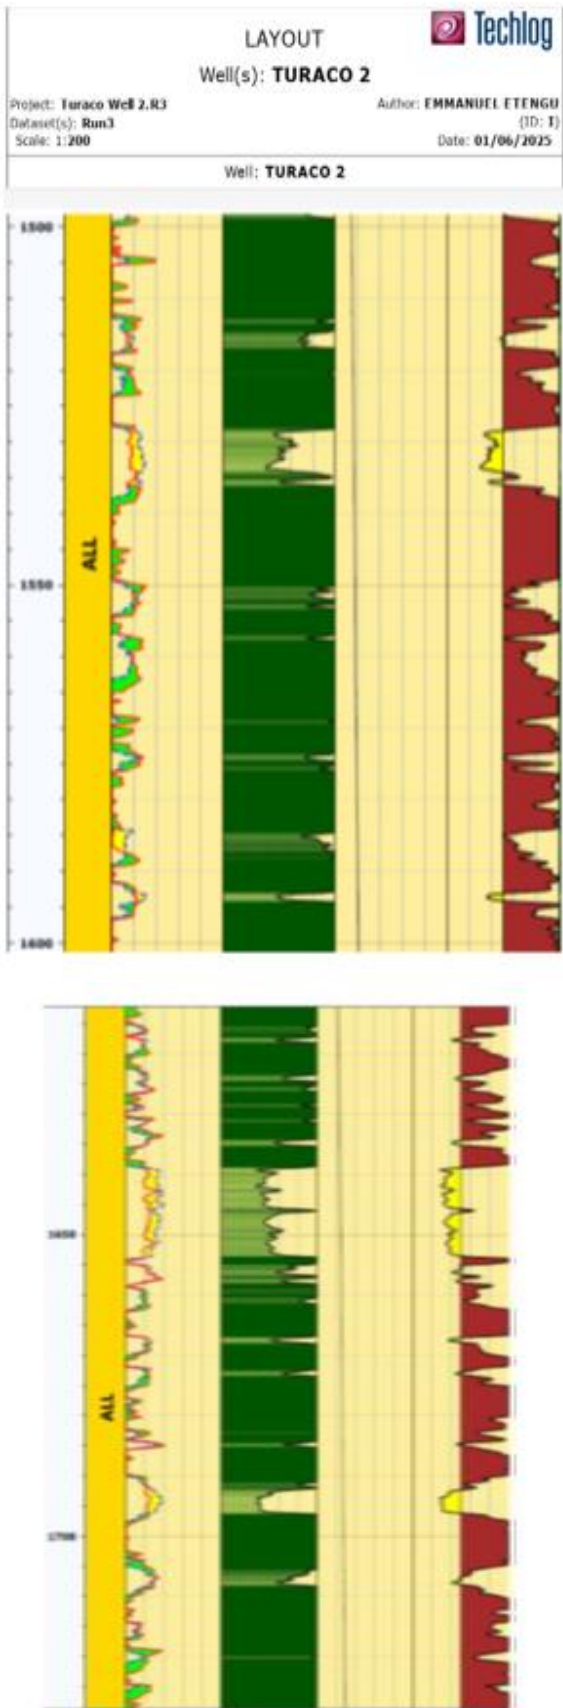 LAYOUT
Techlog
Well(s): TURACO 2
Project: Turaco Well 2.R3
Author: EMMANUEL ETENGU
Dataset(s): Run3
(ID: I)
Scale: 1:200
Date: 01/06/2025
Well: TURACO 2
1500
ALL
1550
1600
1650
ALL
1700